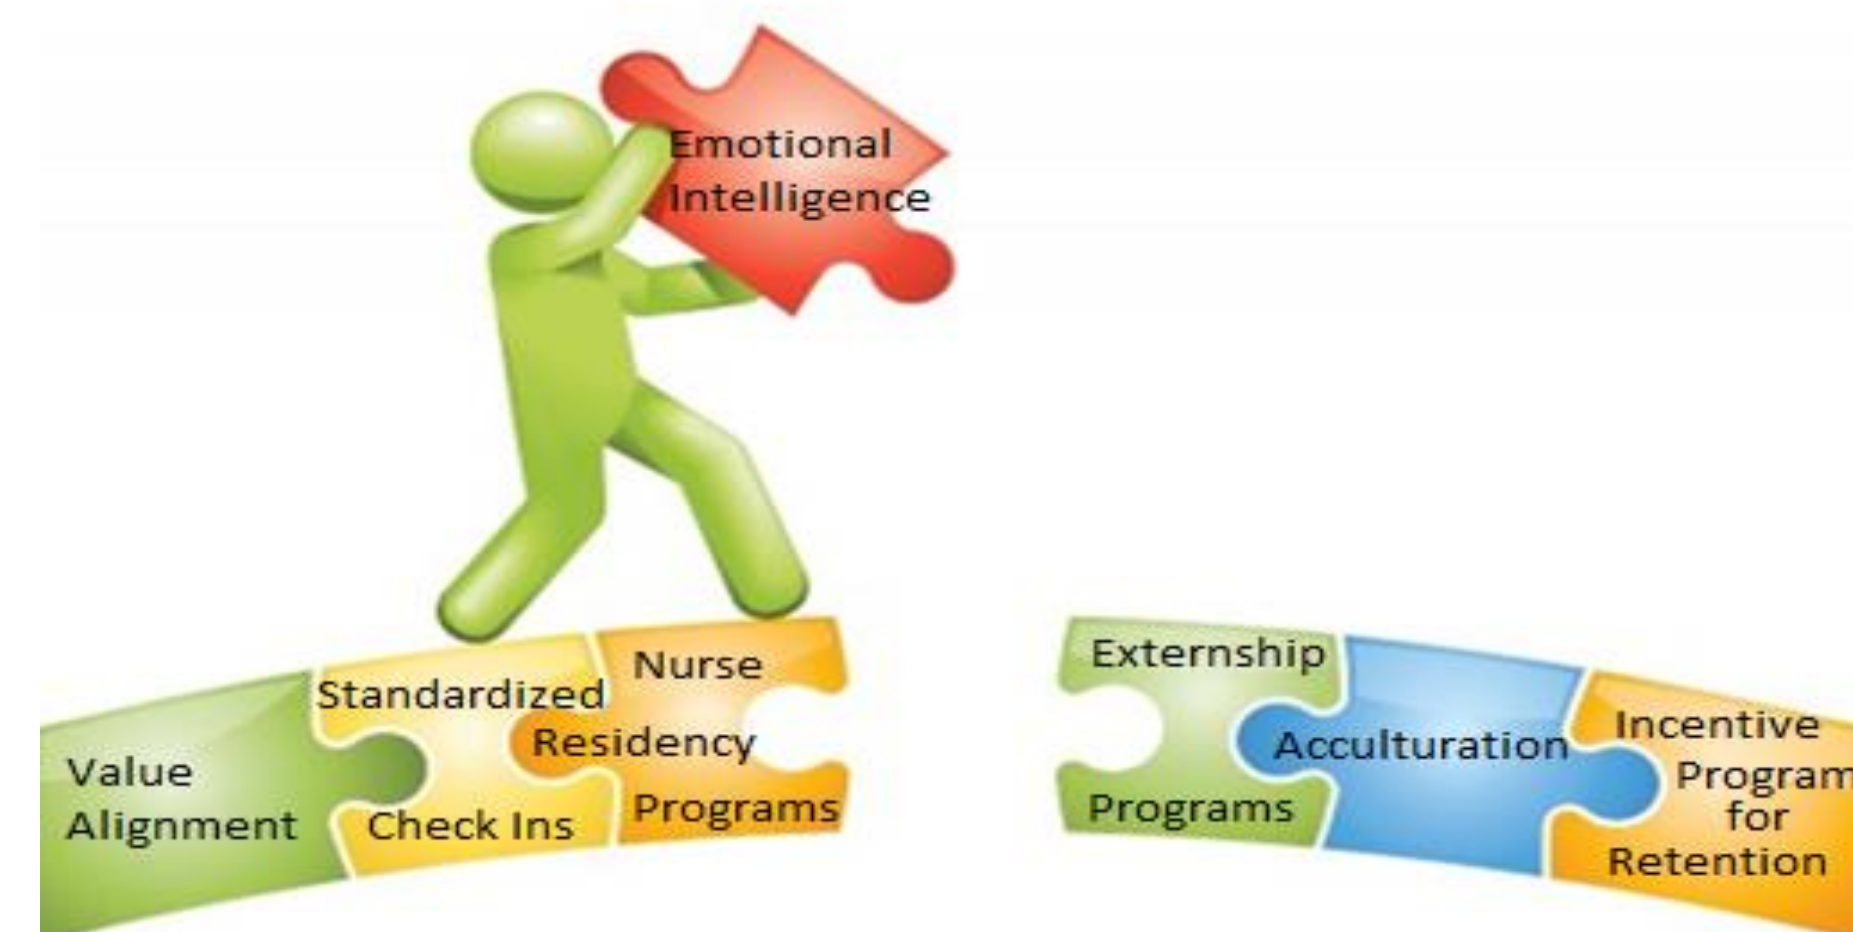 Emotional
Intelligence
Value
Alignment
Standardized
Check Ins
Nurse
Residency
Programs
Externship
Programs
Acculturation
Incentive
Program
for
Retention